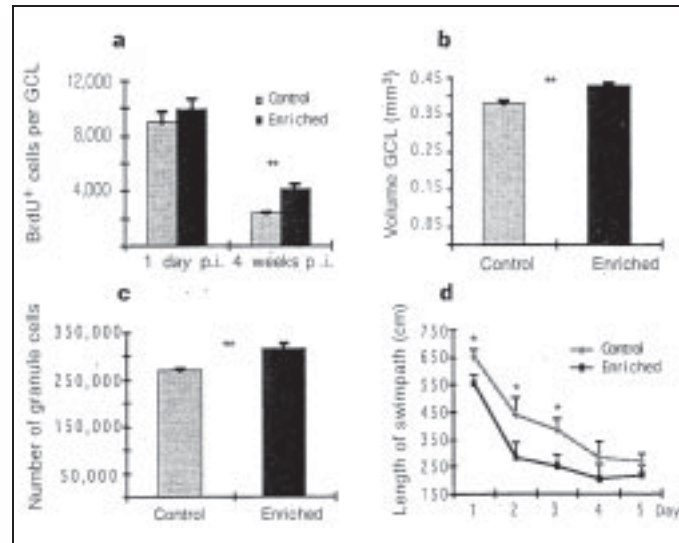 a
BrdU+ cells per GCL
12,000
8,000
4,000
Control
Enriched
**
1 day p.i. 4 weeks p.i.
b
Volume GCL (mm³)
0.45
0.35
0.25
0.15
0.05
**
Control Enriched
c
Number of granule cells
350,000
250,000
150,000
50,000
**
Control Enriched
d
Length of swimpath (cm)
750
650
550
450
350
250
150
Control
Enriched
*
*
*
1 2 3 4 5 Day